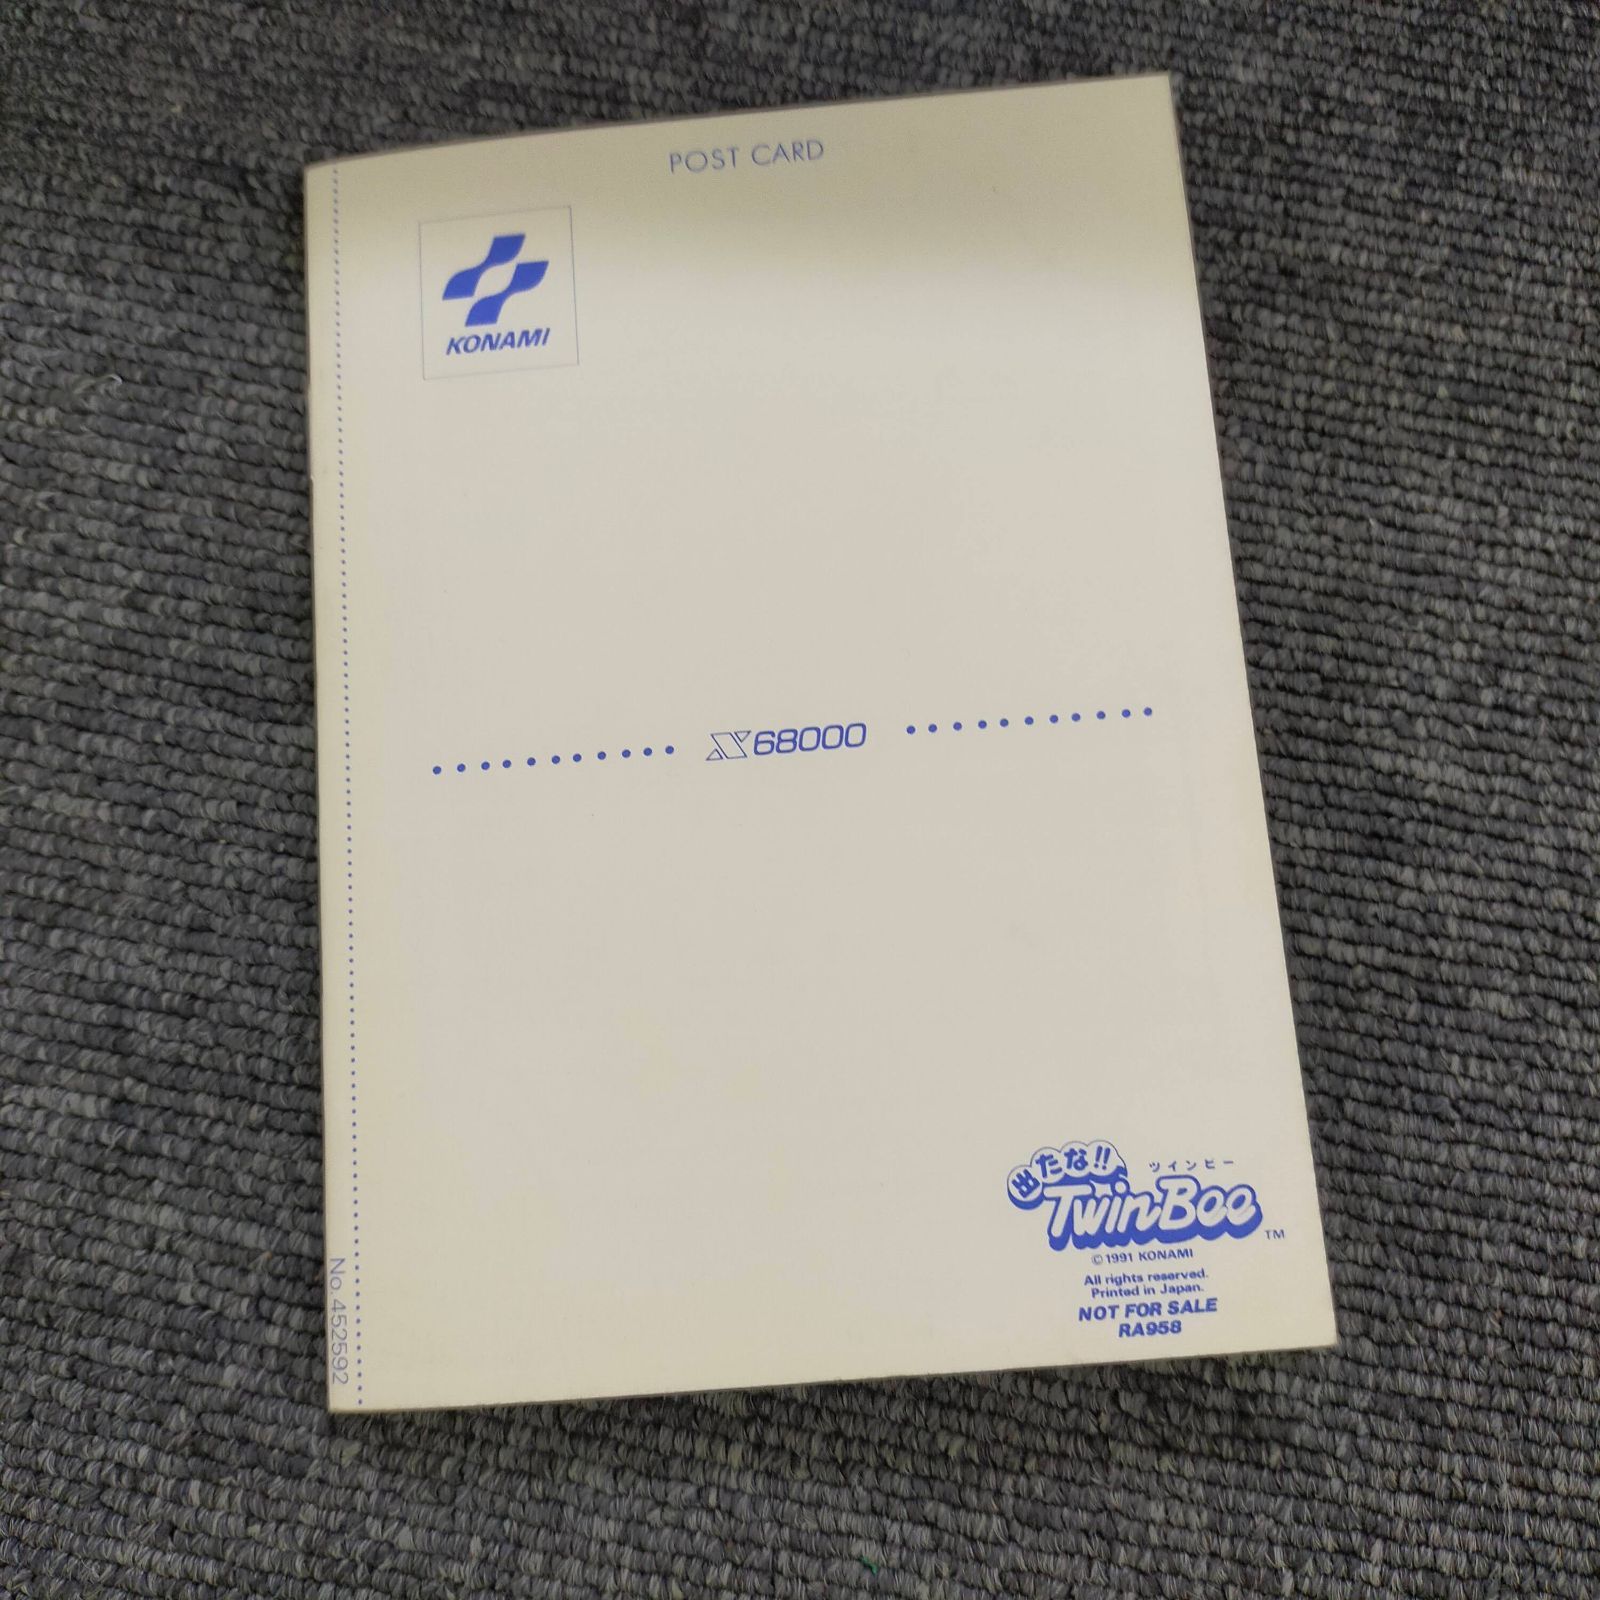 POST CARD
KONAMI
X68000
出たな!!
ツインビー
TwinBee
TM
©1991 KONAMI
All rights reserved.
Printed in Japan.
NOT FOR SALE
RA958
No.452592